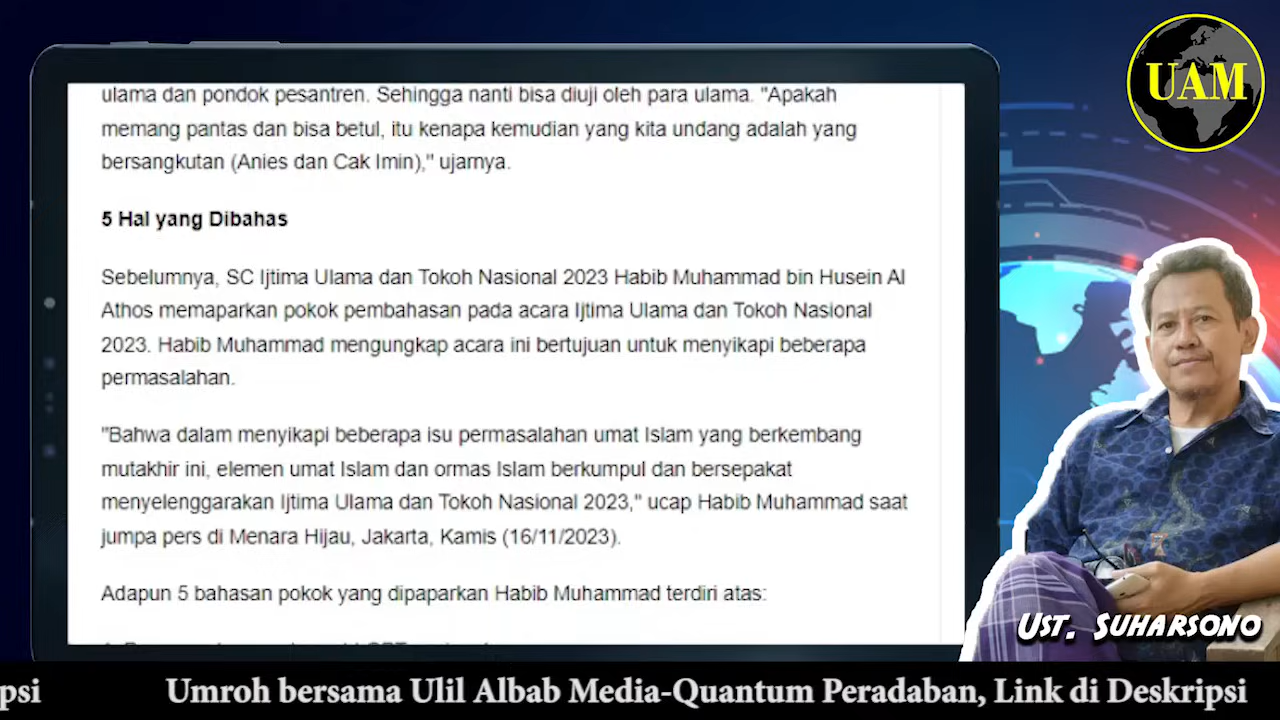 UAM
ulama dan pondok pesantren. Sehingga nanti bisa diuji oleh para ulama. "Apakah
memang pantas dan bisa betul, itu kenapa kemudian yang kita undang adalah yang
bersangkutan (Anies dan Cak Imin)," ujarnya.
5 Hal yang Dibahas
Sebelumnya, SC Ijtima Ulama dan Tokoh Nasional 2023 Habib Muhammad bin Husein Al
Athos memaparkan pokok pembahasan pada acara Ijtima Ulama dan Tokoh Nasional
2023. Habib Muhammad mengungkap acara ini bertujuan untuk menyikapi beberapa
permasalahan.
"Bahwa dalam menyikapi beberapa isu permasalahan umat Islam yang berkembang
mutakhir ini, elemen umat Islam dan ormas Islam berkumpul dan bersepakat
menyelenggarakan Ijtima Ulama dan Tokoh Nasional 2023," ucap Habib Muhammad saat
jumpa pers di Menara Hijau, Jakarta, Kamis (16/11/2023).
Adapun 5 bahasan pokok yang dipaparkan Habib Muhammad terdiri atas:
Ust. Suharsono
psi Umroh bersama Ulil Albab Media-Quantum Peradaban, Link di Deskripsi